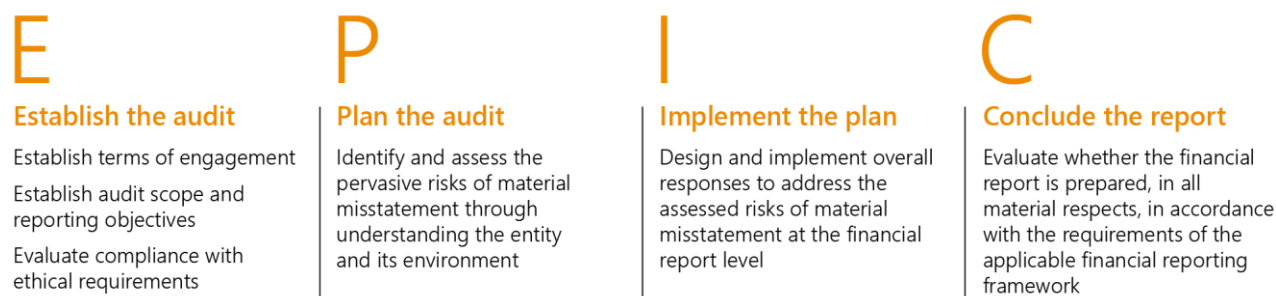 E
Establish the audit
Establish terms of engagement
Establish audit scope and
reporting objectives
Evaluate compliance with
ethical requirements
P
Plan the audit
Identify and assess the
pervasive risks of material
misstatement through
understanding the entity
and its environment
I
Implement the plan
Design and implement overall
responses to address the
assessed risks of material
misstatement at the financial
report level
C
Conclude the report
Evaluate whether the financial
report is prepared, in all
material respects, in accordance
with the requirements of the
applicable financial reporting
framework